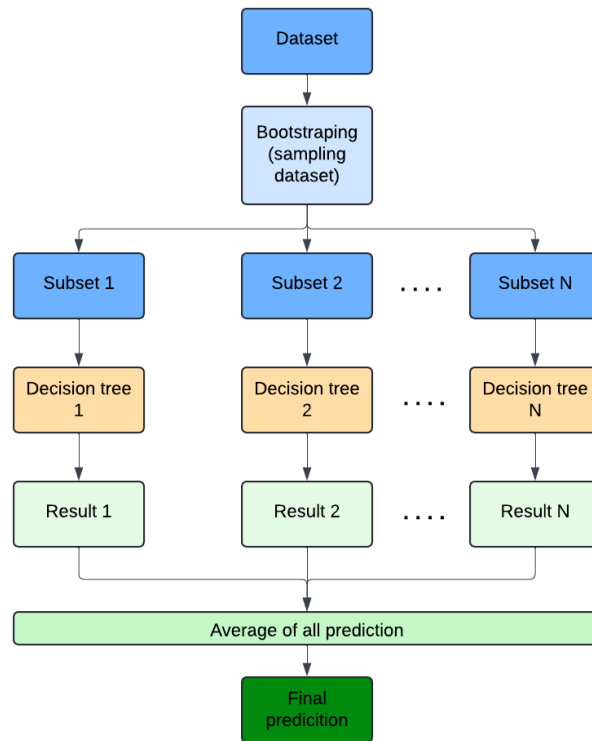 Dataset
Bootstraping
(sampling
dataset)
Subset 1
Subset 2
....
Subset N
Decision tree
1
Decision tree
2
....
Decision tree
N
Result 1
Result 2
....
Result N
Average of all prediction
Final
predicition